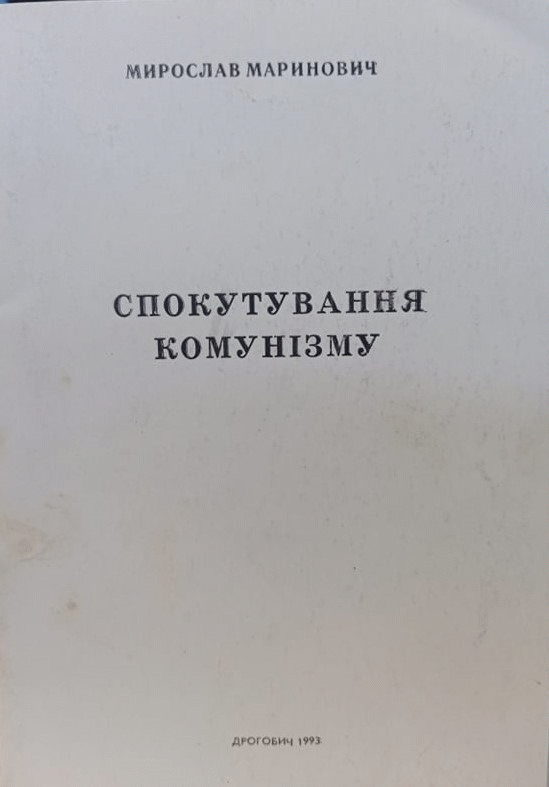 МИРОСЛАВ МАРИНОВИЧ
СПОКУТУВАННЯ
КОМУНІЗМУ
ДРОГОБИЧ 1993